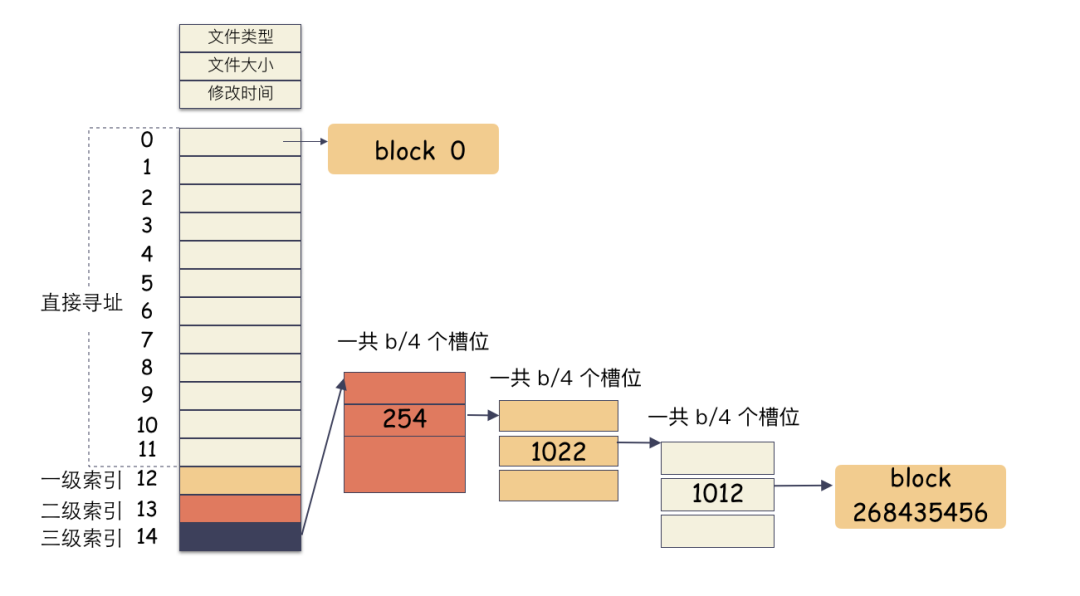 文件类型
文件大小
修改时间
0
block 0
1
2
3
4
5
直接寻址
6
7
一共 b/4 个槽位
8
一共 b/4 个槽位
9
254
一共 b/4 个槽位
10
11
1022
一级索引 12
block
1012
二级索引 13
268435456
三级索引 14